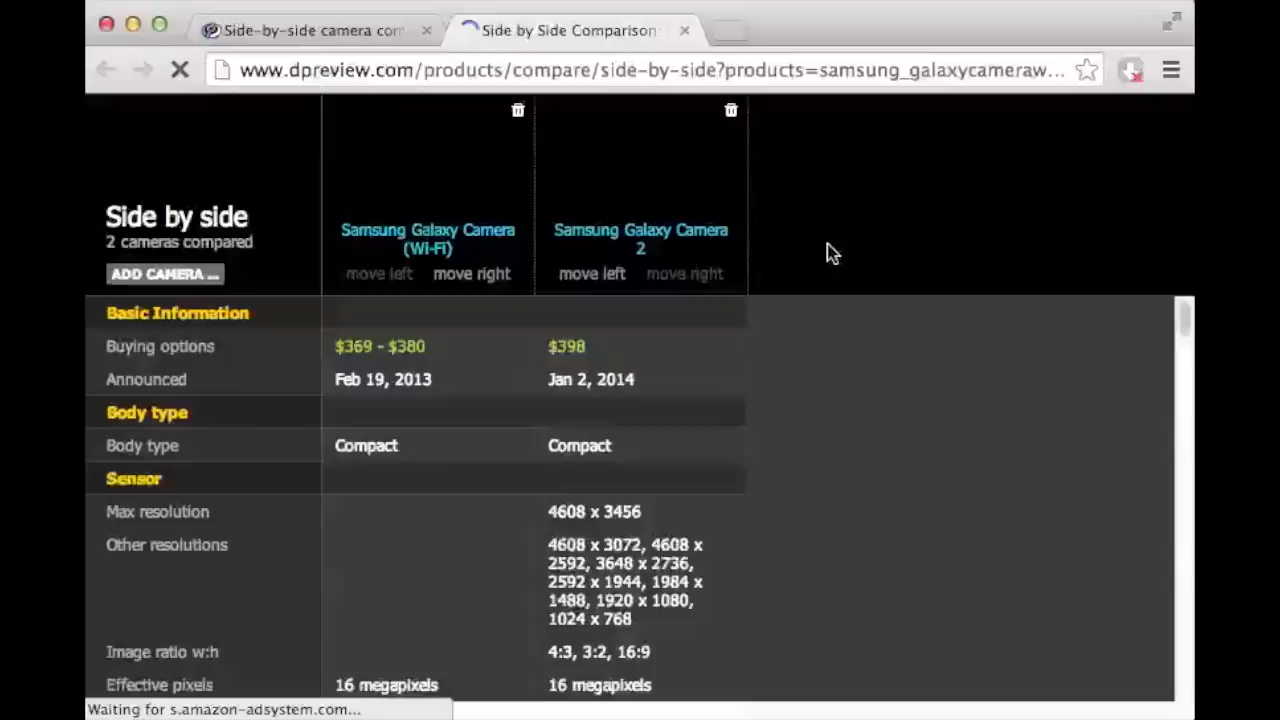 Side-by-side camera con
Side by Side Comparison:
www.dpreview.com/products/compare/side-by-side?products=samsung_galaxycameraw...
Side by side
2 cameras compared
ADD CAMERA ...
Samsung Galaxy Camera
(Wi-Fi)
move left move right
Samsung Galaxy Camera
2
move left move right
Basic Information
Buying options $369 - $380 $398
Announced Feb 19, 2013 Jan 2, 2014
Body type
Body type Compact Compact
Sensor
Max resolution 4608 x 3456
Other resolutions 4608 x 3072, 4608 x
2592, 3648 x 2736,
2592 x 1944, 1984 x
1488, 1920 x 1080,
1024 x 768
Image ratio w:h 4:3, 3:2, 16:9
Effective pixels 16 megapixels 16 megapixels
Waiting for s.amazon-adsystem.com...